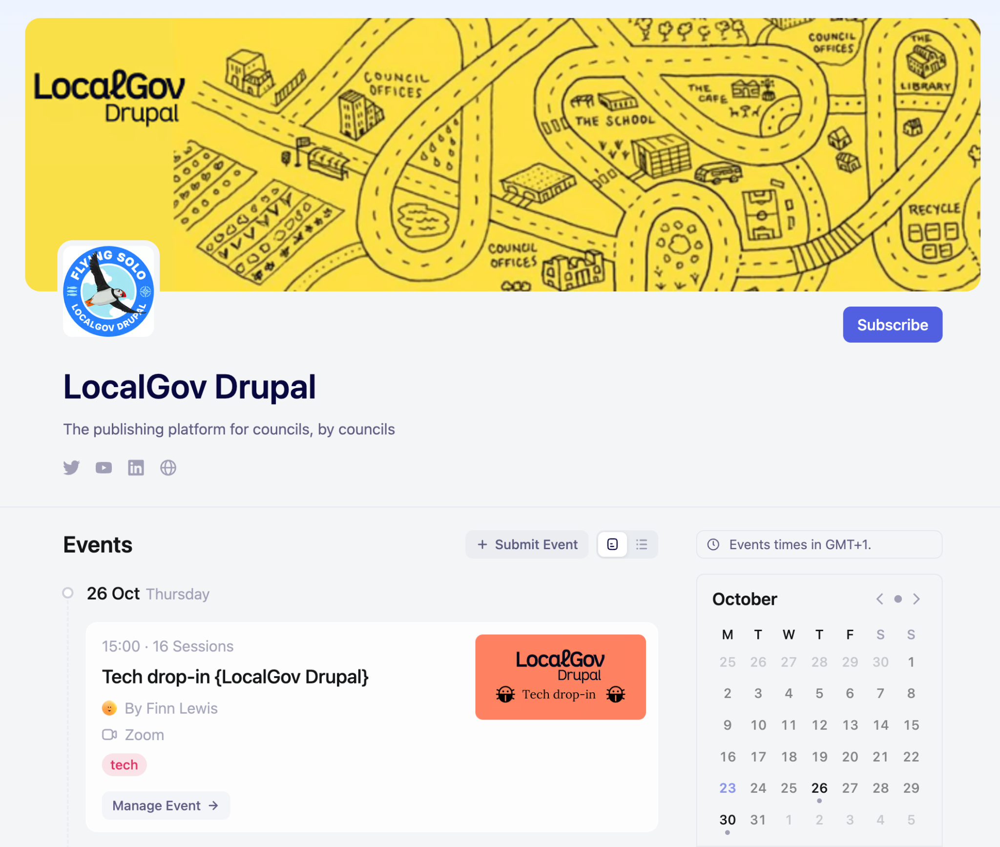 LocalGov
Drupal
COUNCIL
OFFICES
COUNCIL
OFFICES
THE
LIBRARY
THE
CAFE
THE SCHOOL
RECYCLE
COUNCIL
OFFICES
FLYING SOLO
LOCALGOV DRUPAL
Subscribe
LocalGov Drupal
The publishing platform for councils, by councils
Events
+ Submit Event
Events times in GMT+1.
26 Oct Thursday
15:00 · 16 Sessions
Tech drop-in {LocalGov Drupal}
By Finn Lewis
Zoom
tech
Manage Event →
LocalGov
Drupal
Tech drop-in
October
M T W T F S S
25 26 27 28 29 30 1
2 3 4 5 6 7 8
9 10 11 12 13 14 15
16 17 18 19 20 21 22
23 24 25 26 27 28 29
30 31 1 2 3 4 5